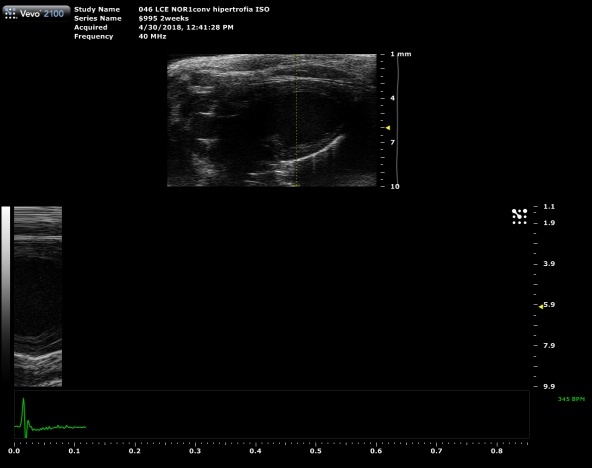 Vevo 2100
Study Name 046 LCE NOR1conv hipertrofia ISO
Series Name $995 2weeks
Acquired 4/30/2018, 12:41:28 PM
Frequency 40 MHz
1 mm
4
7
10
1.1
1.9
3.9
5.9
7.9
9.9
345 BPM
0.0 0.1 0.2 0.3 0.4 0.5 0.6 0.7 0.8